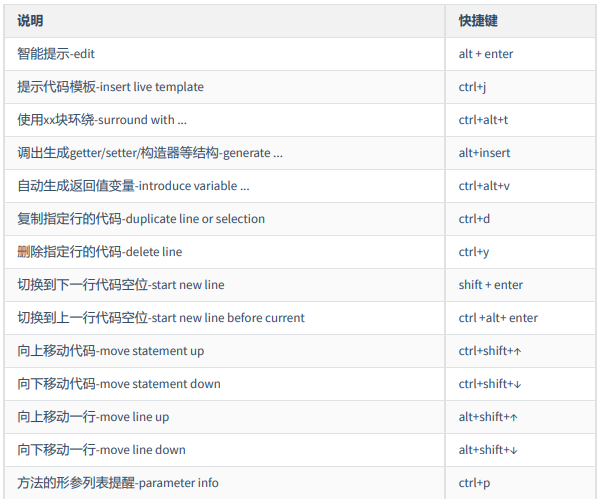 说明 快捷键
智能提示-edit alt + enter
提示代码模板-insert live template ctrl+j
使用xx块环绕-surround with ... ctrl+alt+t
调出生成getter/setter/构造器等结构-generate ... alt+insert
自动生成返回值变量-introduce variable ... ctrl+alt+v
复制指定行的代码-duplicate line or selection ctrl+d
删除指定行的代码-delete line ctrl+y
切换到下一行代码空位-start new line shift + enter
切换到上一行代码空位-start new line before current ctrl +alt+ enter
向上移动代码-move statement up ctrl+shift+↑
向下移动代码-move statement down ctrl+shift+↓
向上移动一行-move line up alt+shift+↑
向下移动一行-move line down alt+shift+↓
方法的形参列表提醒-parameter info ctrl+p